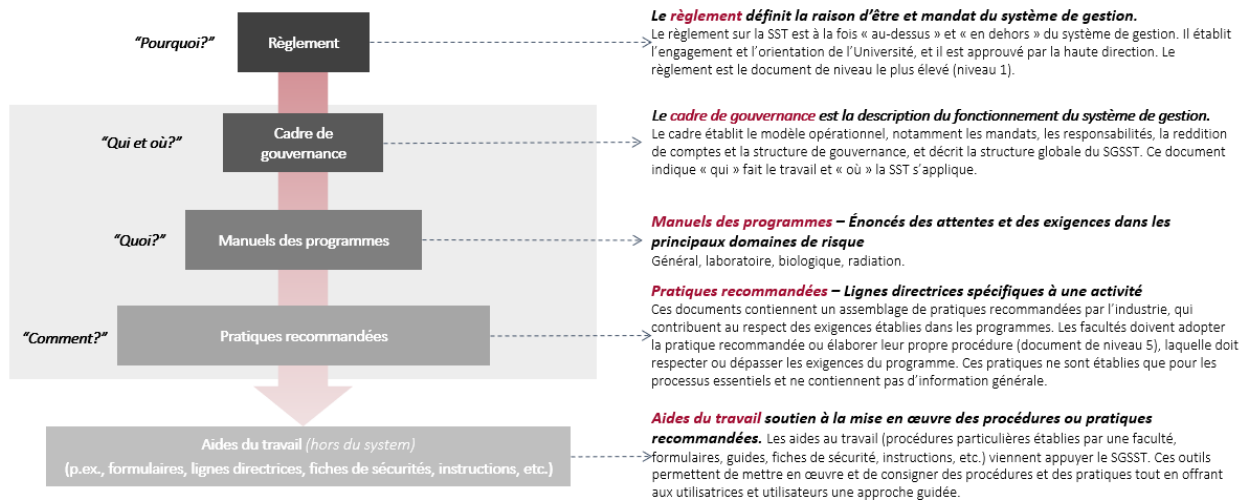 “Pourquoi?”
Règlement
Le règlement définit la raison d’être et mandat du système de gestion.
Le règlement sur la SST est à la fois « au-dessus » et « en dehors » du système de gestion. Il établit
l’engagement et l’orientation de l’Université, et il est approuvé par la haute direction. Le
règlement est le document de niveau le plus élevé (niveau 1).
“Qui et où?”
Cadre de
gouvernance
Le cadre de gouvernance est la description du fonctionnement du système de gestion.
Le cadre établit le modèle opérationnel, notamment les mandats, les responsabilités, la reddition
de comptes et la structure de gouvernance, et décrit la structure globale du SGSST. Ce document
indique « qui » fait le travail et « où » la SST s’applique.
“Quoi?”
Manuels des programmes
Manuels des programmes – Énoncés des attentes et des exigences dans les
principaux domaines de risque
Général, laboratoire, biologique, radiation.
“Comment?”
Pratiques recommandées
Pratiques recommandées – Lignes directrices spécifiques à une activité
Ces documents contiennent un assemblage de pratiques recommandées par l’industrie, qui
contribuent au respect des exigences établies dans les programmes. Les facultés doivent adopter
la pratique recommandée ou élaborer leur propre procédure (document de niveau 5), laquelle doit
respecter ou dépasser les exigences du programme. Ces pratiques ne sont établies que pour les
processus essentiels et ne contiennent pas d’information générale.
Aides du travail (hors du system)
(p.ex., formulaires, lignes directrices, fiches de sécurités, instructions, etc.)
Aides du travail soutien à la mise en œuvre des procédures ou pratiques
recommandées. Les aides au travail (procédures particulières établies par une faculté,
formulaires, guides, fiches de sécurité, instructions, etc.) viennent appuyer le SGSST. Ces outils
permettent de mettre en œuvre et de consigner des procédures et des pratiques tout en offrant
aux utilisatrices et utilisateurs une approche guidée.